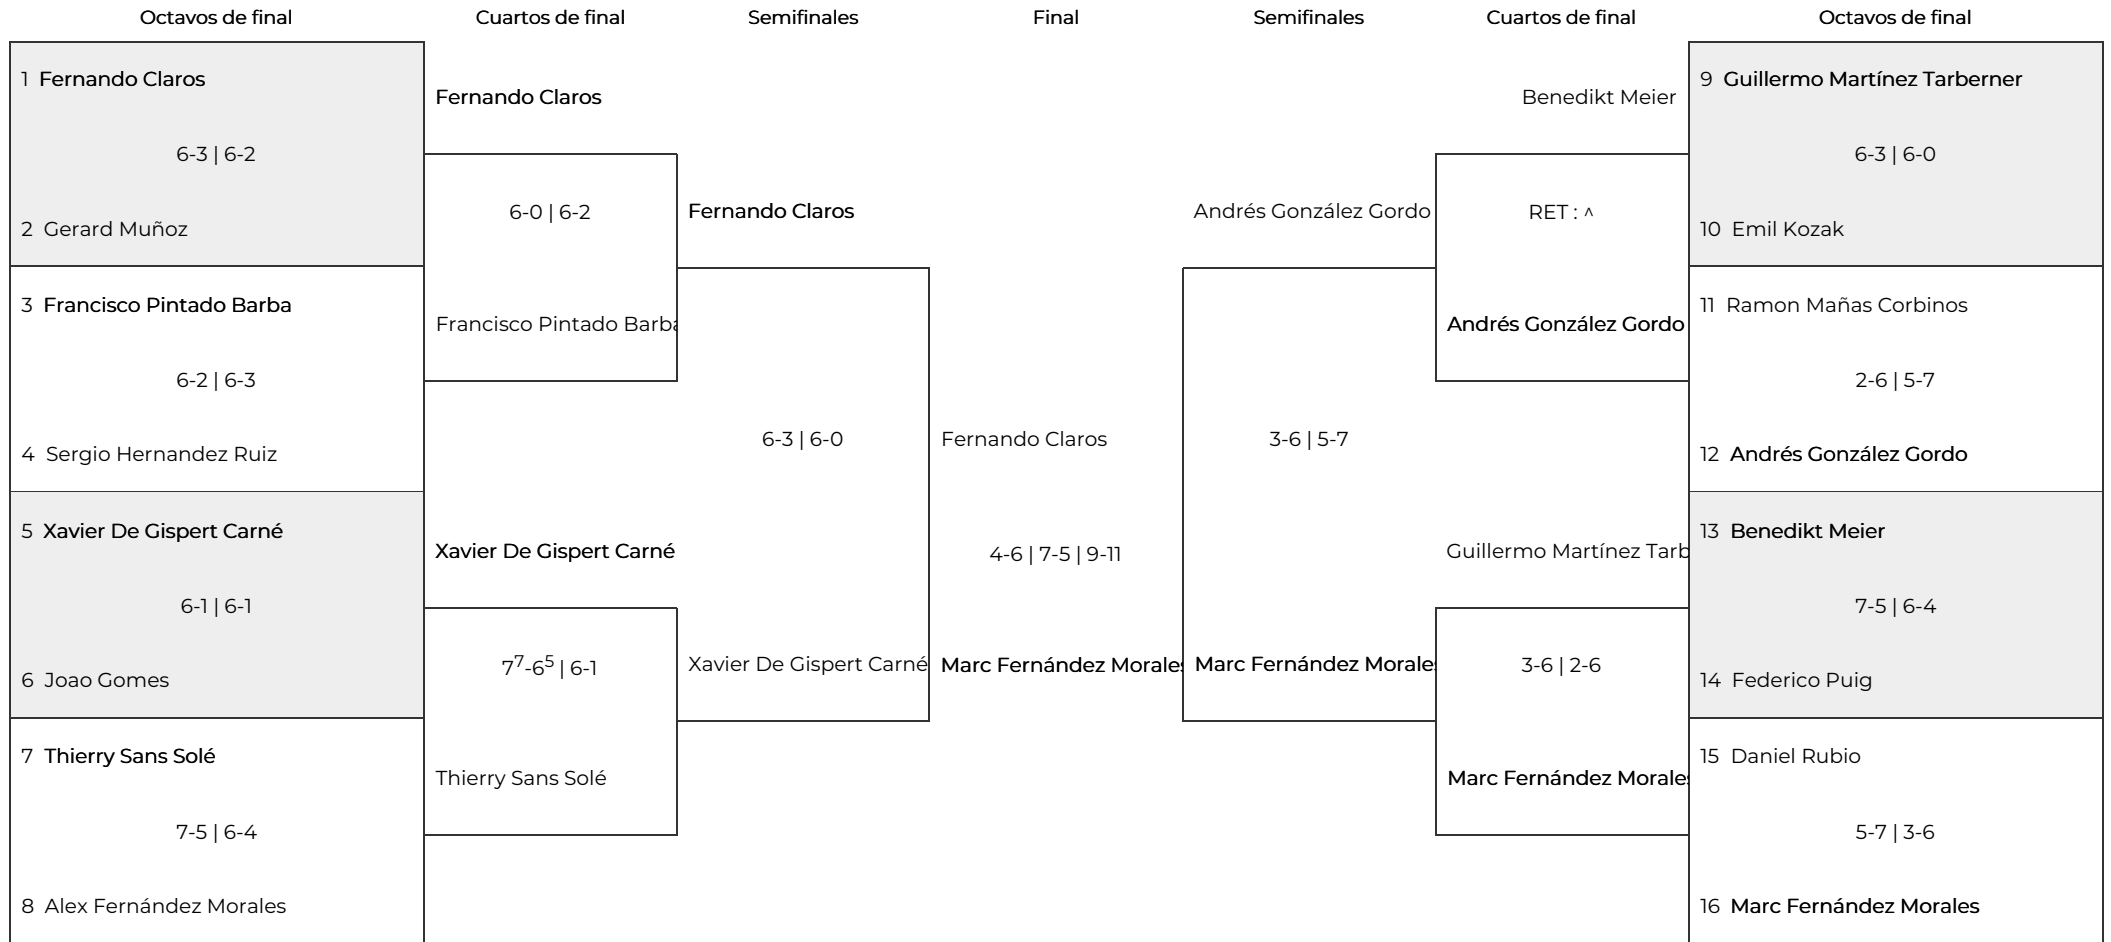 Octavos de final
Cuartos de final
Semifinales
Final
Semifinales
Cuartos de final
Octavos de final
1 Fernando Claros
6-3 | 6-2
2 Gerard Muñoz
3 Francisco Pintado Barba
6-2 | 6-3
4 Sergio Hernandez Ruiz
5 Xavier De Gispert Carné
6-1 | 6-1
6 Joao Gomes
7 Thierry Sans Solé
7-5 | 6-4
8 Alex Fernández Morales
Fernando Claros
6-0 | 6-2
Francisco Pintado Barba
Xavier De Gispert Carné
7⁷-6⁵ | 6-1
Thierry Sans Solé
Fernando Claros
6-3 | 6-0
Xavier De Gispert Carné
Fernando Claros
4-6 | 7-5 | 9-11
Marc Fernández Morales
Andrés González Gordo
3-6 | 5-7
Marc Fernández Morales
Benedikt Meier
RET : ^
Andrés González Gordo
Guillermo Martínez Tarb
3-6 | 2-6
Marc Fernández Morales
9 Guillermo Martínez Tarberner
6-3 | 6-0
10 Emil Kozak
11 Ramon Mañas Corbinos
2-6 | 5-7
12 Andrés González Gordo
13 Benedikt Meier
7-5 | 6-4
14 Federico Puig
15 Daniel Rubio
5-7 | 3-6
16 Marc Fernández Morales